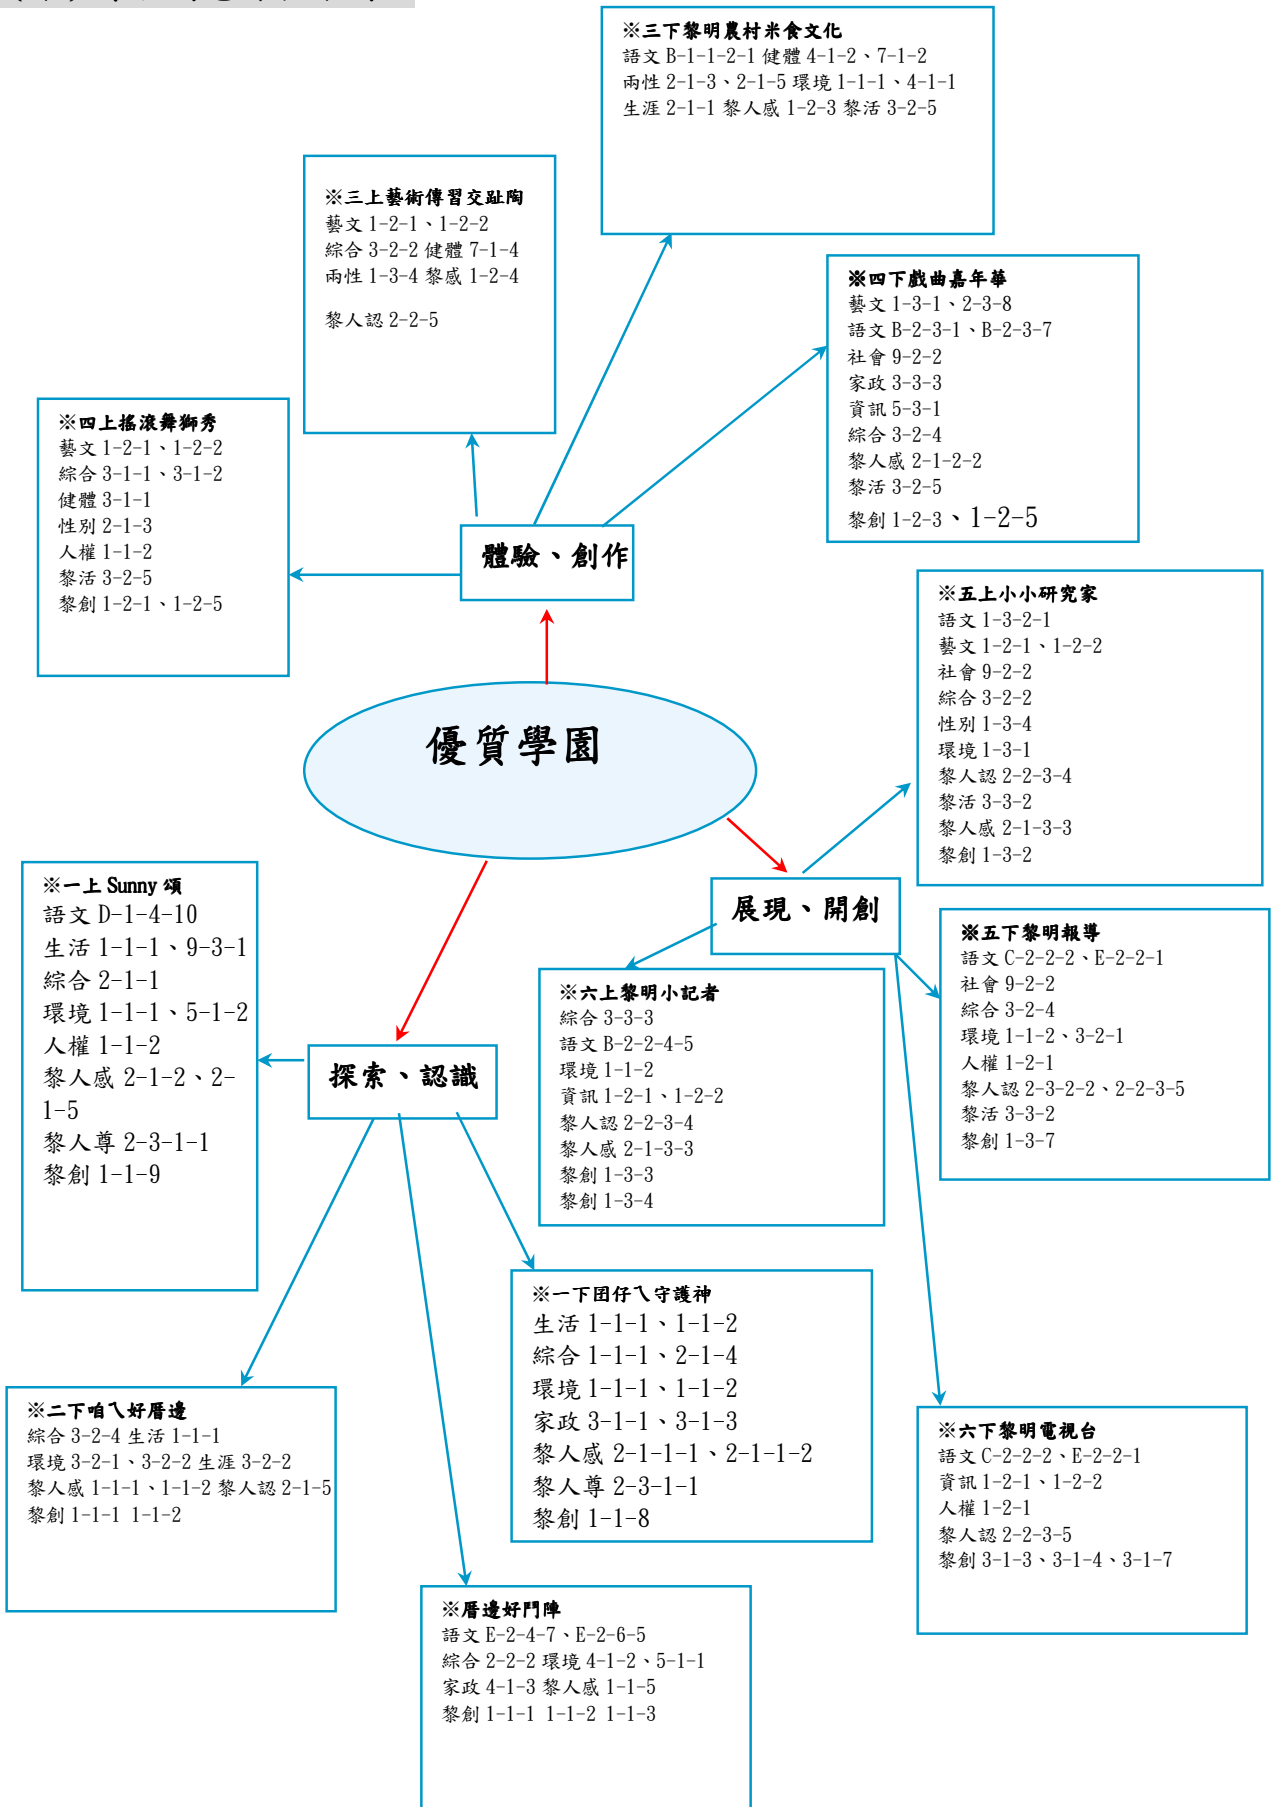 ※三下黎明農村米食文化
語文 B-1-1-2-1 健體 4-1-2、7-1-2
兩性 2-1-3、2-1-5 環境 1-1-1、4-1-1
生涯 2-1-1 黎人感 1-2-3 黎活 3-2-5
※三上藝術傳習交趾陶
藝文 1-2-1、1-2-2
綜合 3-2-2 健體 7-1-4
兩性 1-3-4 黎感 1-2-4
黎人認 2-2-5
※四下戲曲嘉年華
藝文 1-3-1、2-3-8
語文 B-2-3-1、B-2-3-7
社會 9-2-2
家政 3-3-3
資訊 5-3-1
綜合 3-2-4
黎人感 2-1-2-2
黎活 3-2-5
黎創 1-2-3、1-2-5
※四上搖滾舞獅秀
藝文 1-2-1、1-2-2
綜合 3-1-1、3-1-2
健體 3-1-1
性別 2-1-3
人權 1-1-2
黎活 3-2-5
黎創 1-2-1、1-2-5
體驗、創作
※五上小小研究家
語文 1-3-2-1
藝文 1-2-1、1-2-2
社會 9-2-2
綜合 3-2-2
性別 1-3-4
環境 1-3-1
黎人認 2-2-3-4
黎活 3-3-2
黎人感 2-1-3-3
黎創 1-3-2
優質學園
展現、開創
※一上 Sunny 頌
語文 D-1-4-10
生活 1-1-1、9-3-1
綜合 2-1-1
環境 1-1-1、5-1-2
人權 1-1-2
黎人感 2-1-2、2-
1-5
黎人尊 2-3-1-1
黎創 1-1-9
※五下黎明報導
語文 C-2-2-2、E-2-2-1
社會 9-2-2
綜合 3-2-4
環境 1-1-2、3-2-1
人權 1-2-1
黎人認 2-3-2-2、2-2-3-5
黎活 3-3-2
黎創 1-3-7
※六上黎明小記者
綜合 3-3-3
語文 B-2-2-4-5
環境 1-1-2
資訊 1-2-1、1-2-2
黎人認 2-2-3-4
黎人感 2-1-3-3
黎創 1-3-3
黎創 1-3-4
探索、認識
※一下囝仔ㄟ守護神
生活 1-1-1、1-1-2
綜合 1-1-1、2-1-4
環境 1-1-1、1-1-2
家政 3-1-1、3-1-3
黎人感 2-1-1-1、2-1-1-2
黎人尊 2-3-1-1
黎創 1-1-8
※二下咱ㄟ好厝邊
綜合 3-2-4 生活 1-1-1
環境 3-2-1、3-2-2 生涯 3-2-2
黎人感 1-1-1、1-1-2 黎人認 2-1-5
黎創 1-1-1 1-1-2
※六下黎明電視台
語文 C-2-2-2、E-2-2-1
資訊 1-2-1、1-2-2
人權 1-2-1
黎人認 2-2-3-5
黎創 3-1-3、3-1-4、3-1-7
※厝邊好鬥陣
語文 E-2-4-7、E-2-6-5
綜合 2-2-2 環境 4-1-2、5-1-1
家政 4-1-3 黎人感 1-1-5
黎創 1-1-1 1-1-2 1-1-3